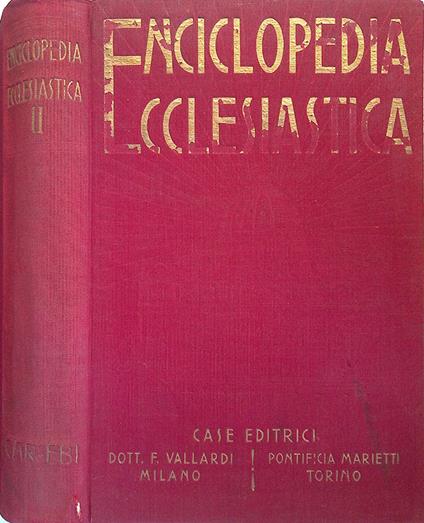 ENCICLOPEDIA
ECCLESIASTICA
II
CAR-EBI
ENCICLOPEDIA
ECCLESIASTICA
CASE EDITRICI
DOTT. F. VALLARDI
MILANO
PONTIFICIA MARIETTI
TORINO